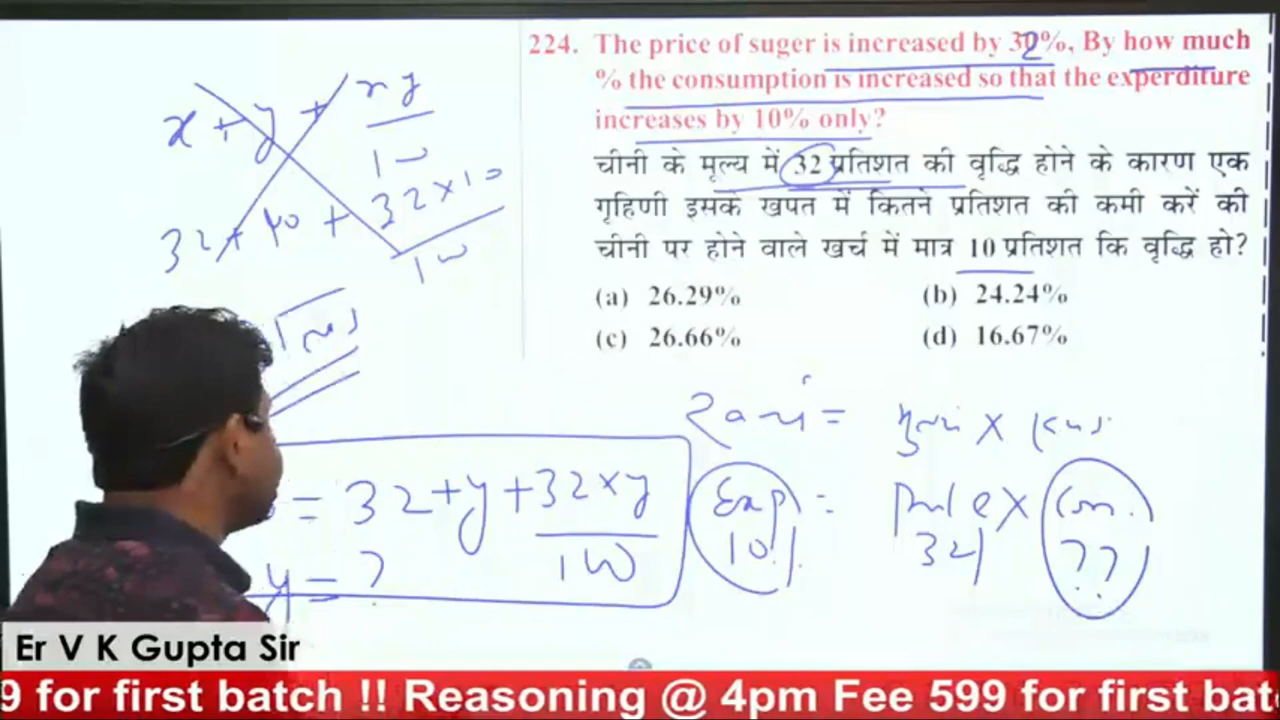 224. The price of suger is increased by 32%, By how much
% the consumption is increased so that the experditure
increases by 10% only?
चीनी के मूल्य में 32 प्रतिशत की वृद्धि होने के कारण एक
गृहिणी इसके खपत में कितने प्रतिशत की कमी करें की
चीनी पर होने वाले खर्च में मात्र 10 प्रतिशत कि वृद्धि हो?
(a) 26.29%
(b) 24.24%
(c) 26.66%
(d) 16.67%
x + y + xy
100
32 + 10 + 32×10
100
= 32+y+32×y
100
y = ?
Exp = Price × Con.
10% 32% ??
Er V K Gupta Sir
9 for first batch !! Reasoning @ 4pm Fee 599 for first bat